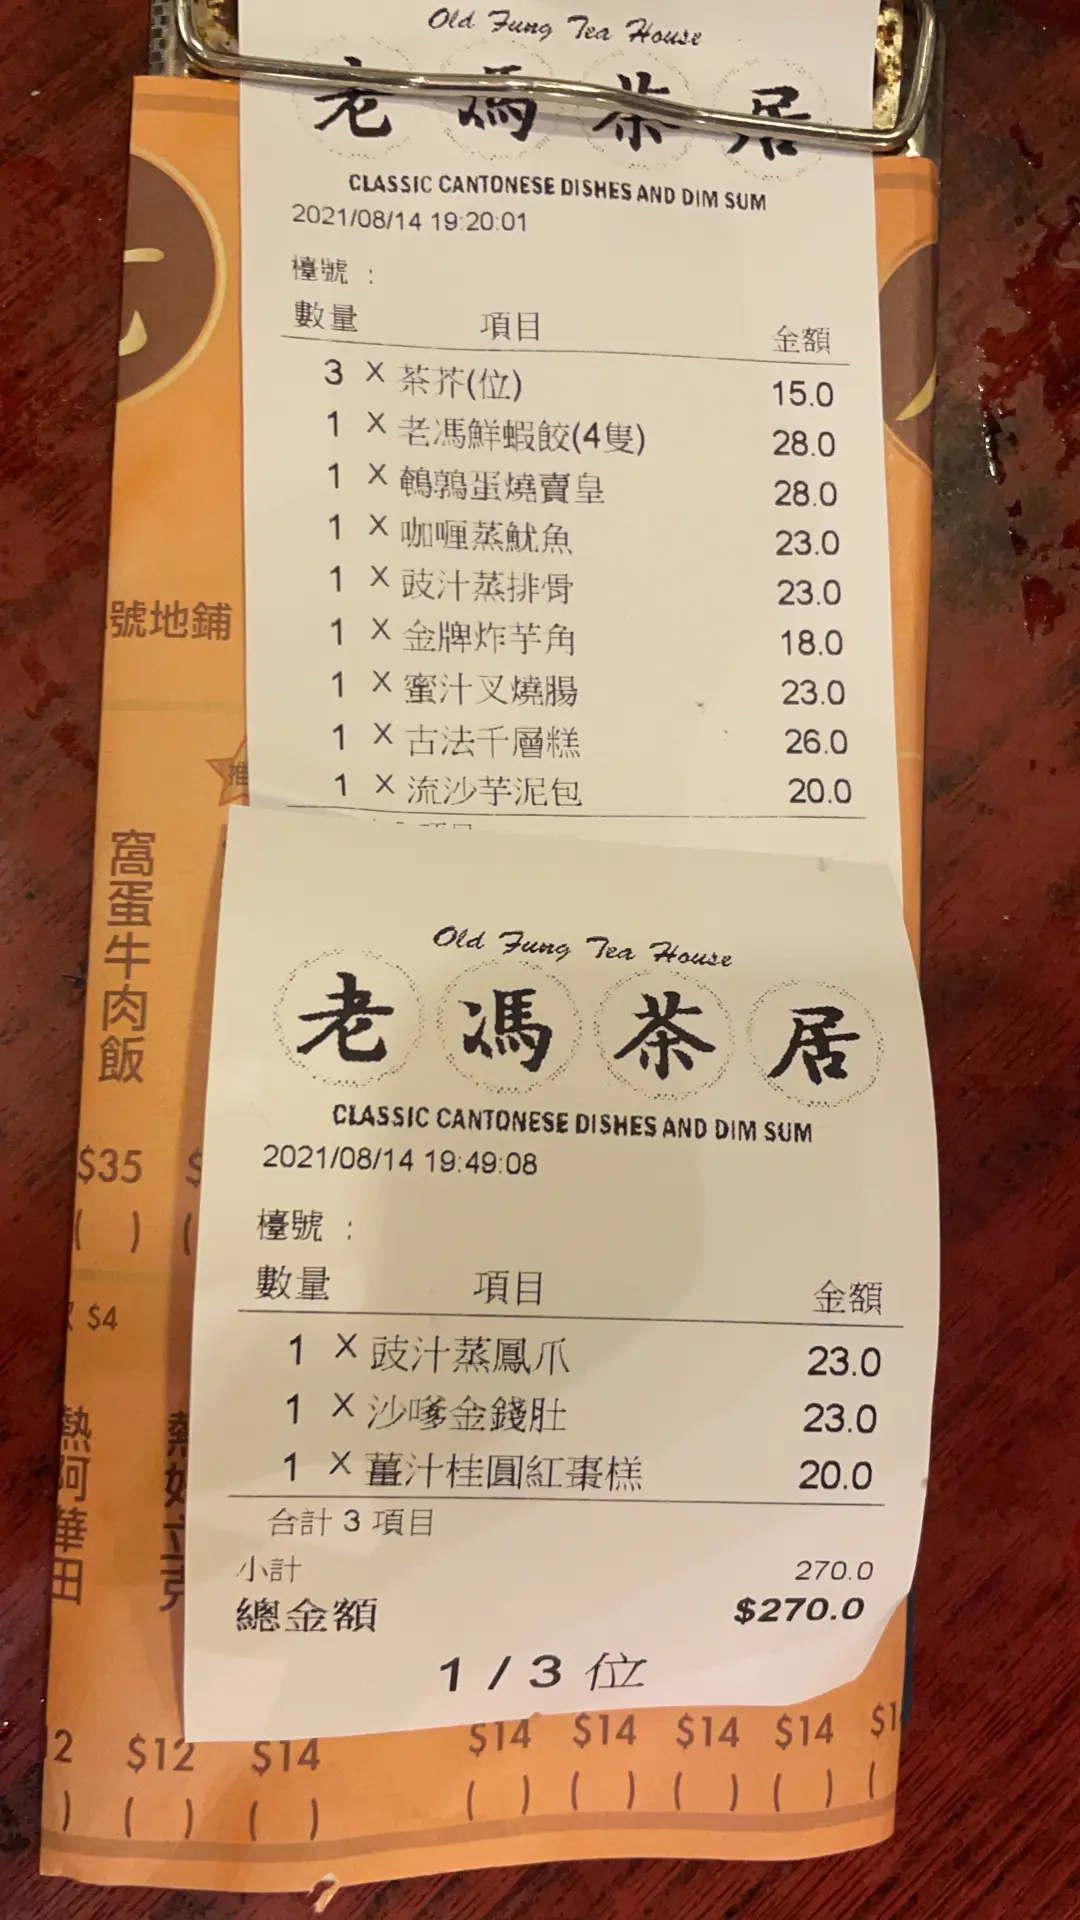 Old Fung Tea House
老馮茶居
CLASSIC CANTONESE DISHES AND DIM SUM
2021/08/14 19:20:01
檯號 :
數量 項目 金額
3 X 茶芥(位) 15.0
1 X 老馮鮮蝦餃(4隻) 28.0
1 X 鵪鶉蛋燒賣皇 28.0
1 X 咖喱蒸魷魚 23.0
1 X 豉汁蒸排骨 23.0
1 X 金牌炸芋角 18.0
1 X 蜜汁叉燒腸 23.0
1 X 古法千層糕 26.0
1 X 流沙芋泥包 20.0
Old Fung Tea House
老馮茶居
CLASSIC CANTONESE DISHES AND DIM SUM
2021/08/14 19:49:08
檯號 :
數量 項目 金額
1 X 豉汁蒸鳳爪 23.0
1 X 沙嗲金錢肚 23.0
1 X 薑汁桂圓紅棗糕 20.0
合計 3 項目
小計 270.0
總金額 $270.0
1 / 3 位
號地鋪
推
窩蛋牛肉飯
$35 $
( ) (
$4
熱阿華田
熱
2 $12 $14 $14 $14 $14 $14 $1
) ( ) ( ) ( ) ( ) ( ) ( ) (